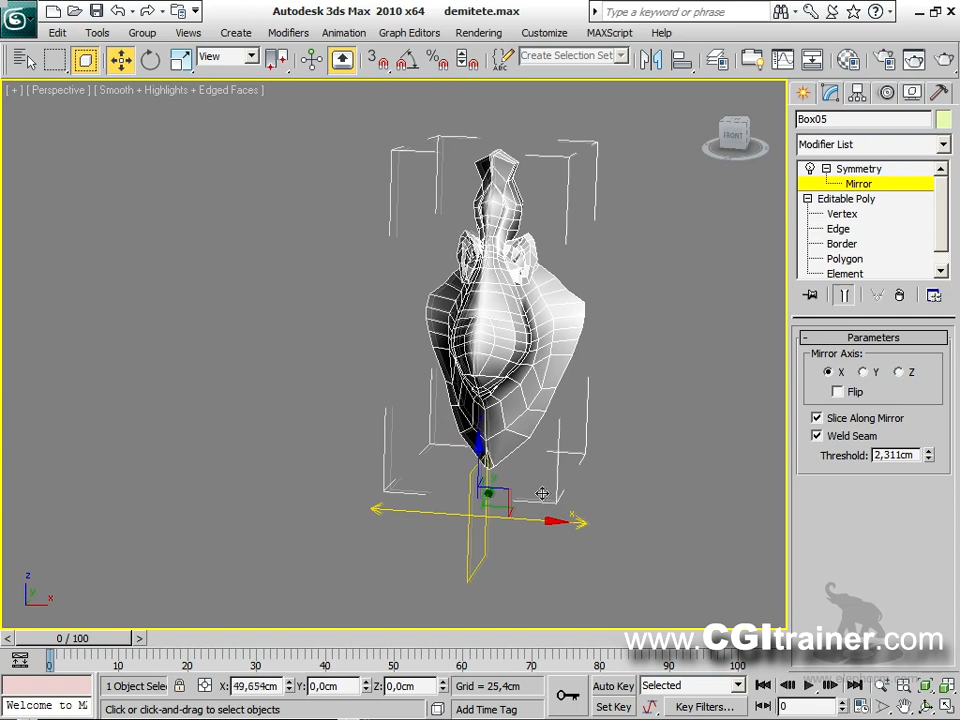 Autodesk 3ds Max 2010 x64 demitete.max
Type a keyword or phrase
Edit Tools Group Views Create Modifiers Animation Graph Editors Rendering Customize MAXScript Help
View
Create Selection Set
[ + ] [ Perspective ] [ Smooth + Highlights + Edged Faces ]
FRONT
x
y
z
x
y
Box05
Modifier List
Symmetry
Mirror
Editable Poly
Vertex
Edge
Border
Polygon
Element
Parameters
Mirror Axis:
X Y Z
Flip
Slice Along Mirror
Weld Seam
Threshold: 2,311cm
www.CGItrainer.com
< 0 / 100 >
0 10 20 30 40 50 60 70 80 90 100
1 Object Selec X: 49,654cm Y: 0,0cm Z: 0,0cm Grid = 25,4cm Auto Key Selected
Welcome to M Click or click-and-drag to select objects Add Time Tag Set Key Key Filters... 0